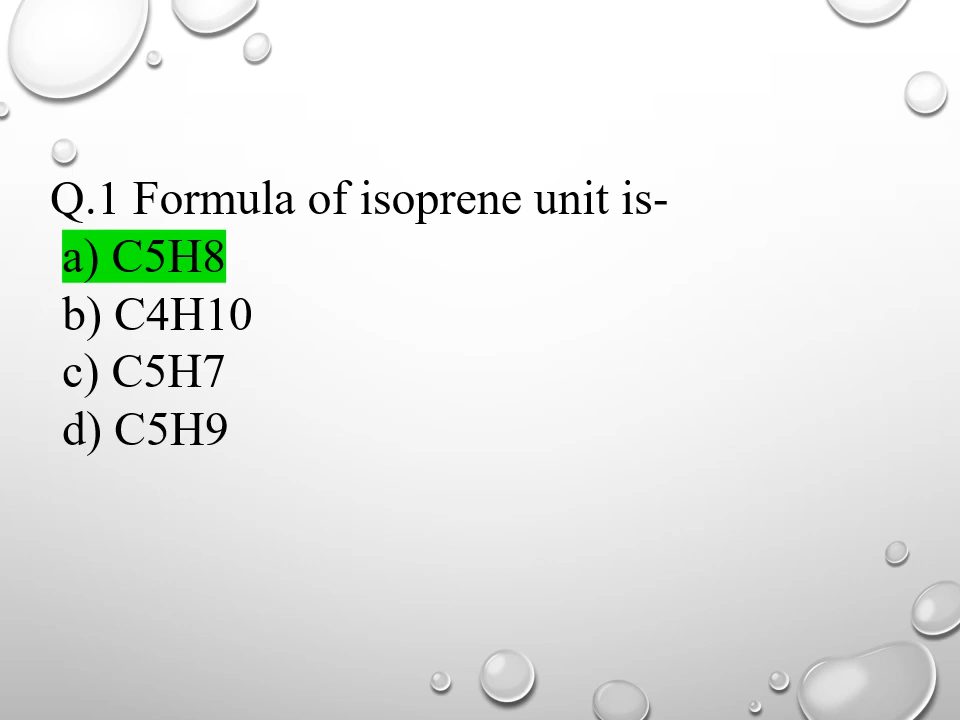 Q.1 Formula of isoprene unit is-
a) C5H8
b) C4H10
c) C5H7
d) C5H9